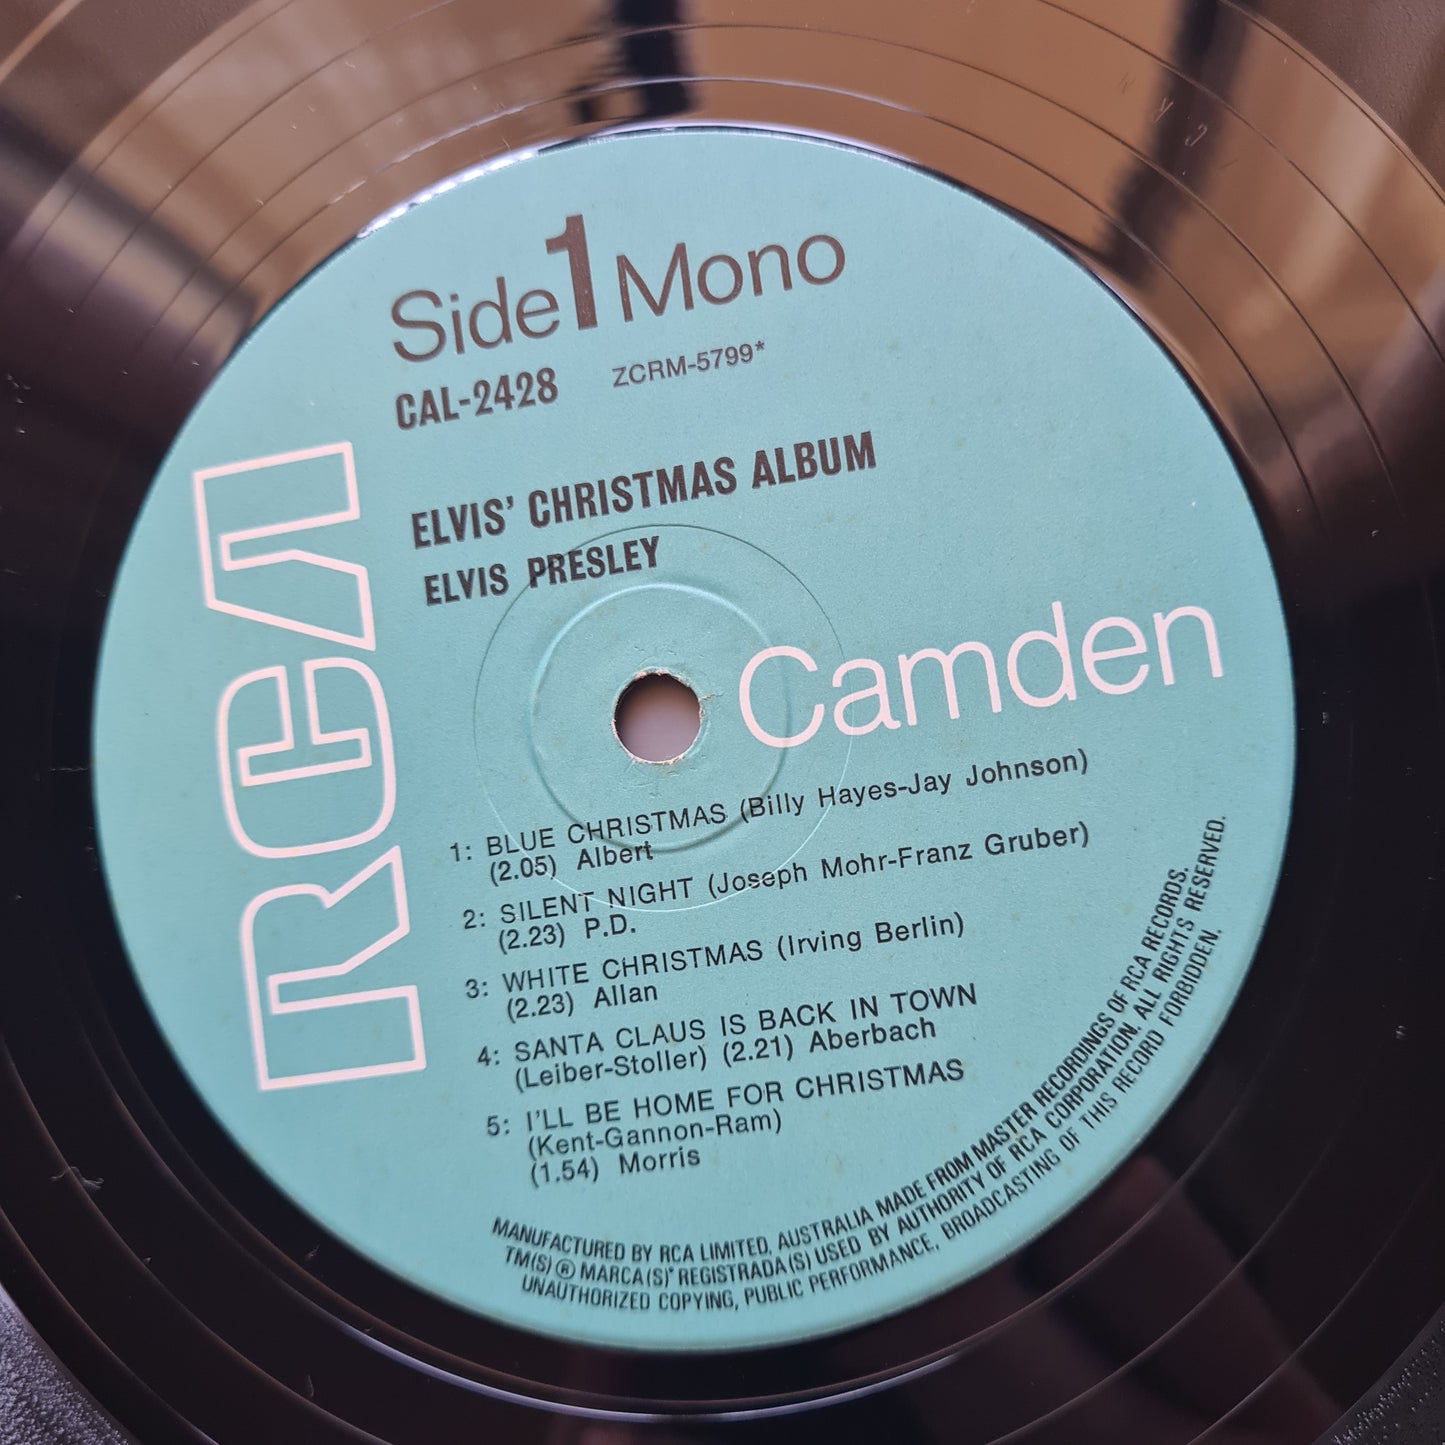 Side 1 Mono
CAL-2428 ZCRM-5799*
ELVIS' CHRISTMAS ALBUM
ELVIS PRESLEY
RCA
Camden
1: BLUE CHRISTMAS (Billy Hayes-Jay Johnson)
(2.05) Albert
2: SILENT NIGHT (Joseph Mohr-Franz Gruber)
(2.23) P.D.
3: WHITE CHRISTMAS (Irving Berlin)
(2.23) Allan
4: SANTA CLAUS IS BACK IN TOWN
(Leiber-Stoller) (2.21) Aberbach
5: I'LL BE HOME FOR CHRISTMAS
(Kent-Gannon-Ram)
(1.54) Morris
MANUFACTURED BY RCA LIMITED, AUSTRALIA MADE FROM MASTER RECORDINGS OF RCA RECORDS.
TM(S) ® MARCA(S) REGISTRADA(S) USED BY AUTHORITY OF RCA CORPORATION. ALL RIGHTS RESERVED.
UNAUTHORIZED COPYING, PUBLIC PERFORMANCE, BROADCASTING OF THIS RECORD FORBIDDEN.